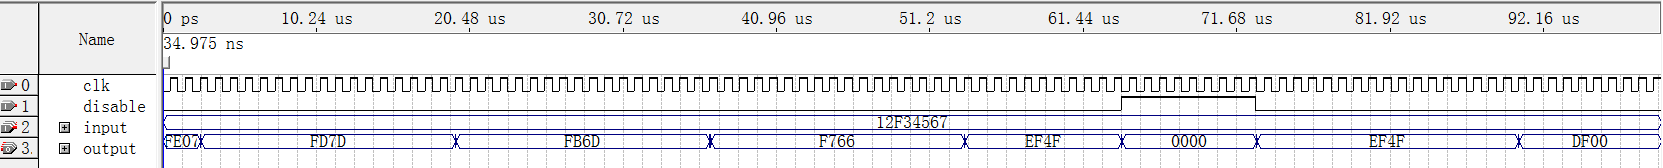 0 ps 10.24 us 20.48 us 30.72 us 40.96 us 51.2 us 61.44 us 71.68 us 81.92 us 92.16 us
Name
34.975 ns
0 clk
1 disable
2 input 12F34567
3. output FE07 FD7D FB6D F766 EF4F 0000 EF4F DF00